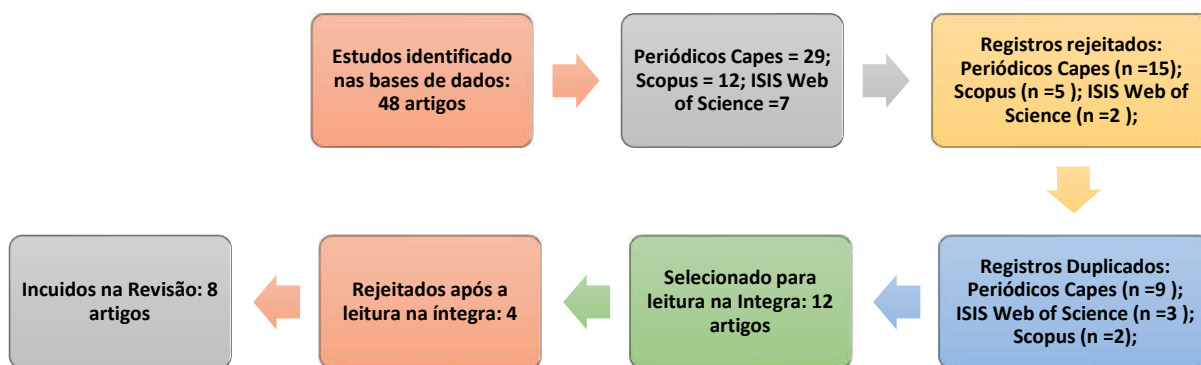 Estudos identificado
nas bases de dados:
48 artigos
Periódicos Capes = 29;
Scopus = 12; ISIS Web
of Science =7
Registros rejeitados:
Periódicos Capes (n =15);
Scopus (n =5 ); ISIS Web of
Science (n =2 );
Registros Duplicados:
Periódicos Capes (n =9 );
ISIS Web of Science (n =3 );
Scopus (n =2);
Selecionado para
leitura na Integra: 12
artigos
Rejeitados após a
leitura na íntegra: 4
Incuidos na Revisão: 8
artigos